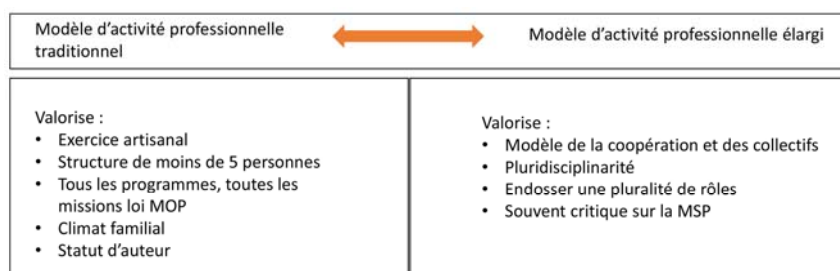 Modèle d'activité professionnelle
traditionnel
Modèle d'activité professionnelle élargi
Valorise :
• Exercice artisanal
• Structure de moins de 5 personnes
• Tous les programmes, toutes les
missions loi MOP
• Climat familial
• Statut d'auteur
Valorise :
• Modèle de la coopération et des collectifs
• Pluridisciplinarité
• Endosser une pluralité de rôles
• Souvent critique sur la MSP